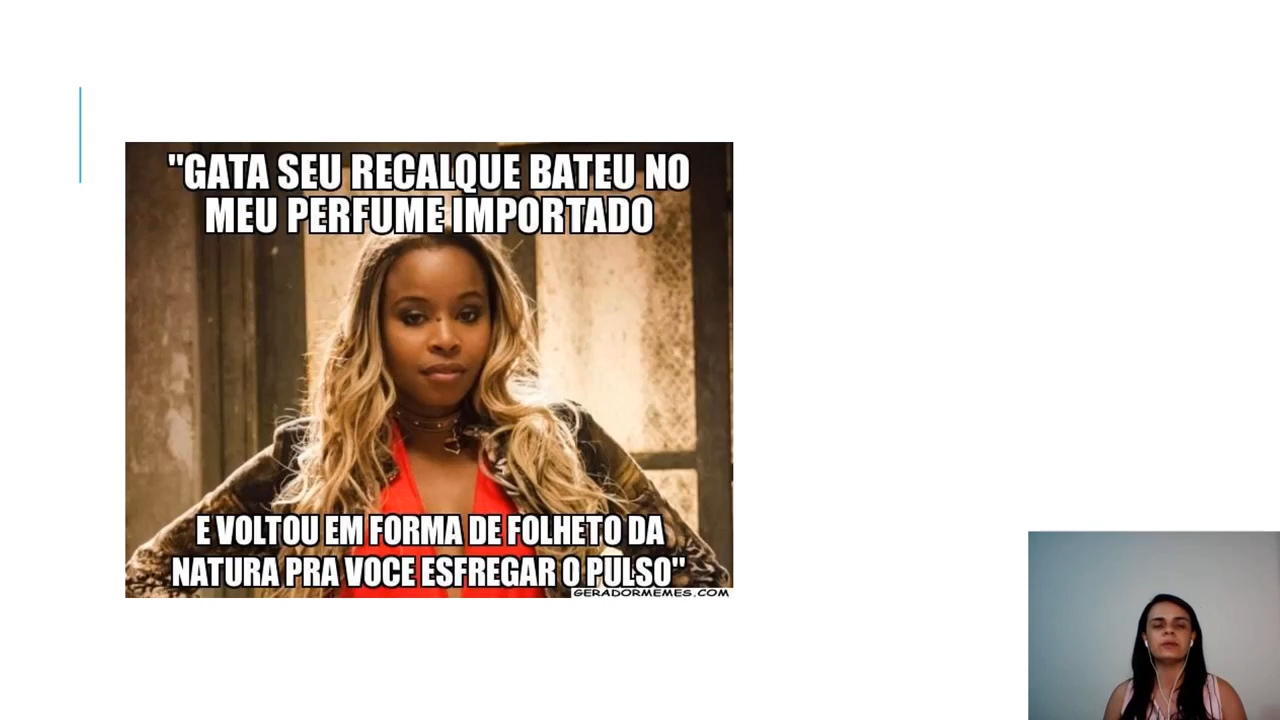 "GATA SEU RECALQUE BATEU NO
MEU PERFUME IMPORTADO
E VOLTOU EM FORMA DE FOLHETO DA
NATURA PRA VOCE ESFREGAR O PULSO"
GERADORMEMES.COM